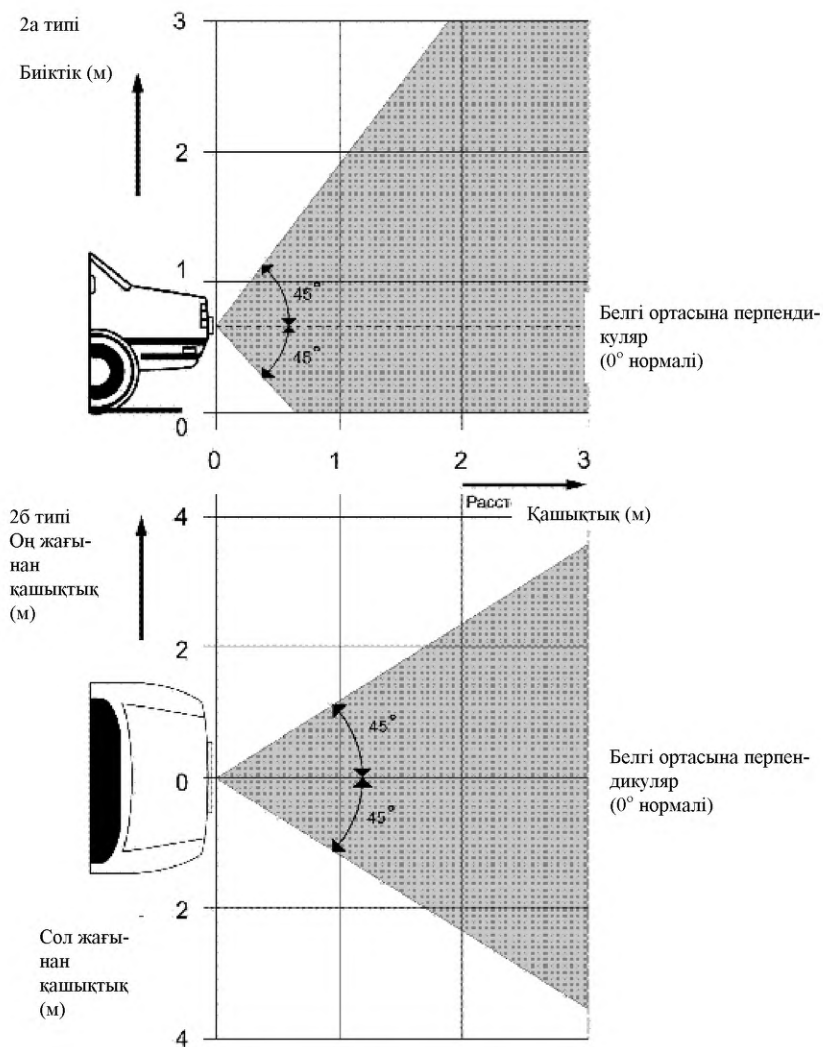 2а типі
Биіктік (м)
3
2
1
0
45°
45°
Белгі ортасына перпенди-
куляр
(0° нормалі)
0 1 2 3
Расст
Қашықтық (м)
2б типі
Оң жағы-
нан
қашықтық
(м)
4
2
0
2
4
45°
45°
Белгі ортасына перпен-
дикуляр
(0° нормалі)
Сол жағы-
нан
қашықтық
(м)